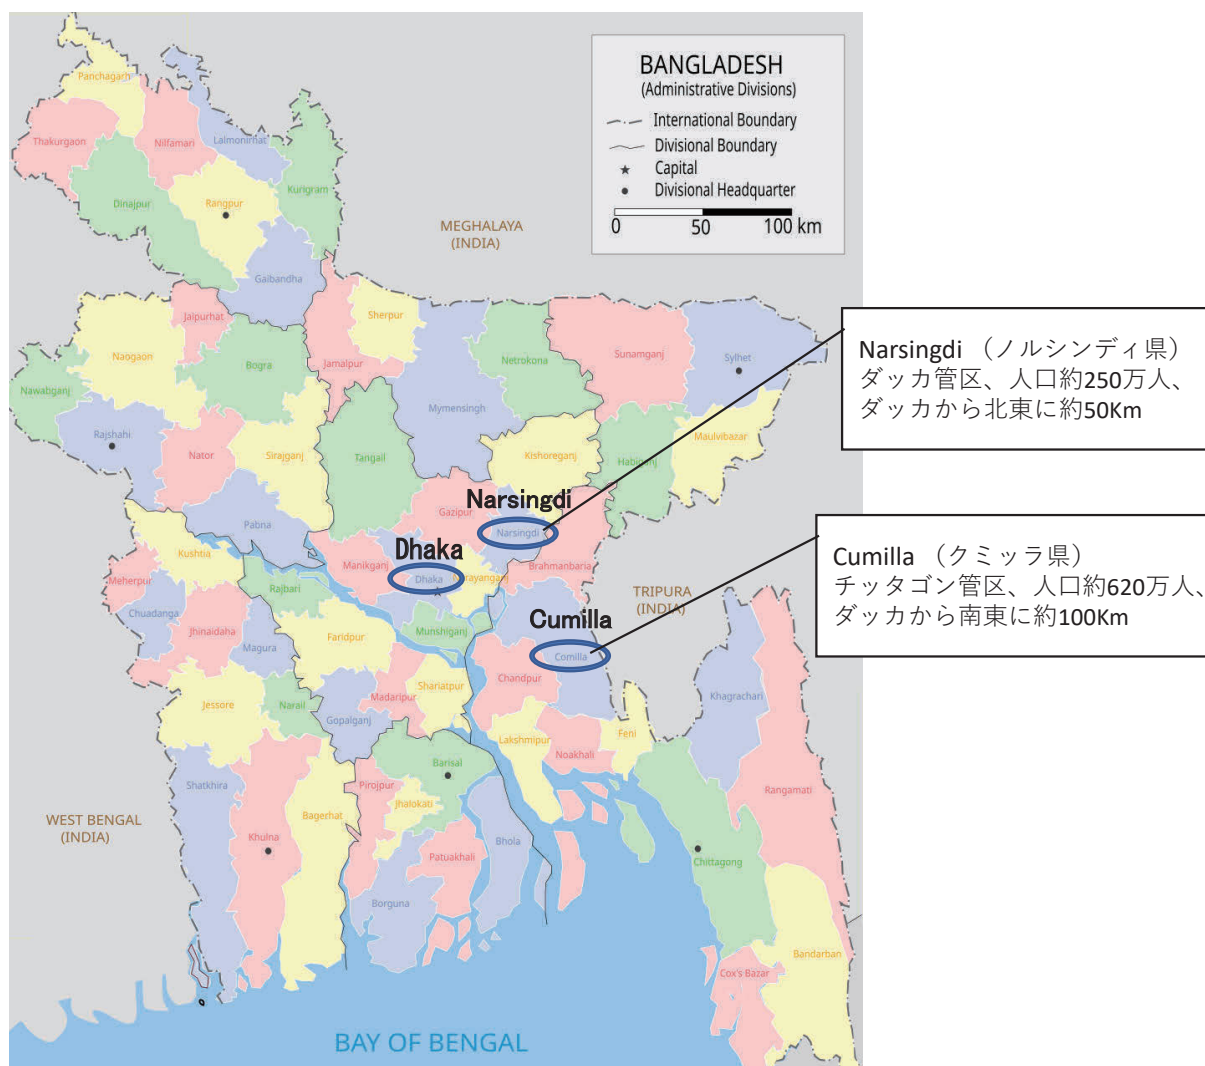 BANGLADESH
(Administrative Divisions)
International Boundary
Divisional Boundary
Capital
Divisional Headquarter
0 50 100 km
Panchagarh
Thakurgaon
Nilfamari
Lalmonirhat
Dinajpur
Rangpur
Kurigram
MEGHALAYA
(INDIA)
Gaibandha
Jaipurhat
Naogaon
Bogra
Jamalpur
Sherpur
Netrokona
Sunamganj
Sylhet
Nawabganj
Mymensingh
Rajshahi
Nator
Sirajganj
Tangail
Kishoreganj
Habiganj
Maulvibazar
Narsingdi （ノルシンディ県）
ダッカ管区、人口約250万人、
ダッカから北東に約50Km
Narsingdi
Gazipur
Narsingdi
Pabna
Dhaka
Kushtia
Manikganj
Dhaka
Brahmanbaria
Meherpur
Rajbari
TRIPURA
(INDIA)
Cumilla （クミッラ県）
チッタゴン管区、人口約620万人、
ダッカから南東に約100Km
Chuadanga
Jhinaidaha
Magura
Faridpur
Munshiganj
Cumilla
Comilla
Chandpur
Khagrachari
Jessore
Narail
Gopalganj
Madaripur
Shariatpur
Lakshmipur
Noakhali
Feni
Shatkhira
Khulna
Bagerhat
Pirojpur
Barisal
Jhalokati
Bhola
Rangamati
WEST BENGAL
(INDIA)
Patuakhali
Borguna
Chittagong
Bandarban
Cox's Bazar
BAY OF BENGAL